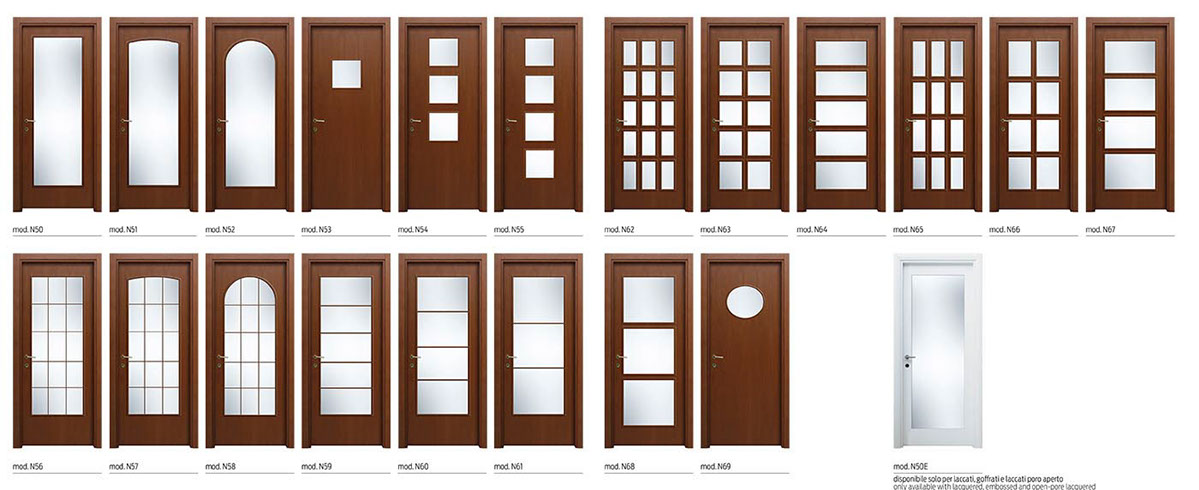 mod. N50
mod. N51
mod. N52
mod. N53
mod. N54
mod. N55
mod. N62
mod. N63
mod. N64
mod. N65
mod. N66
mod. N67
mod. N56
mod. N57
mod. N58
mod. N59
mod. N60
mod. N61
mod. N68
mod. N69
mod. N50E
disponibile solo per laccati, goffrati e laccati poro aperto
only available with lacquered, embossed and open-pore lacquered